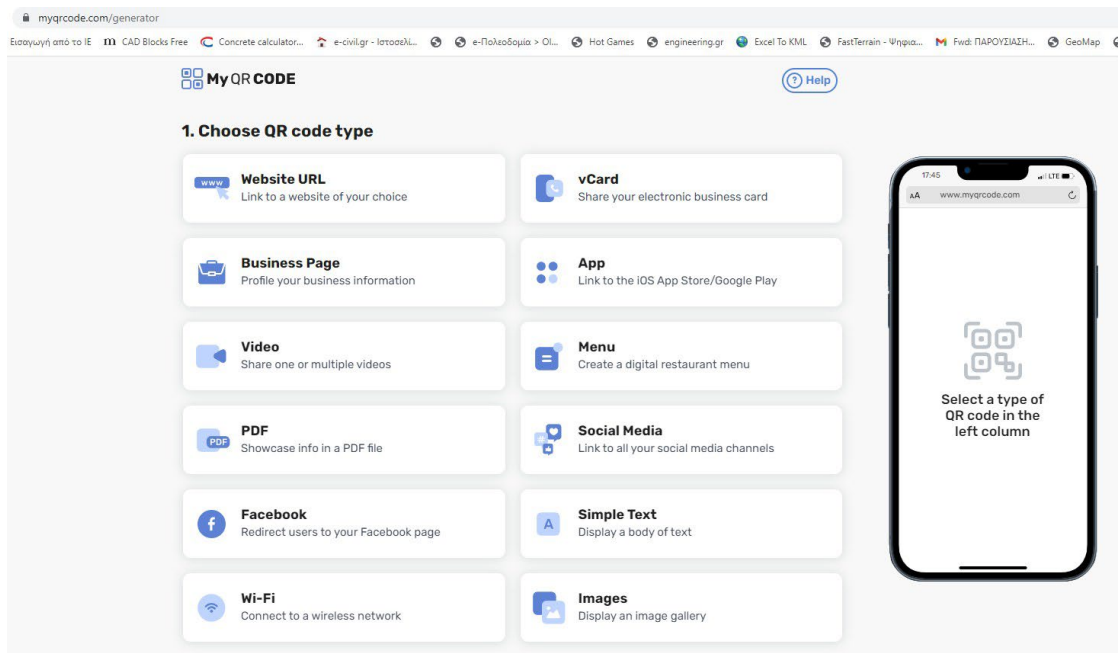 myqrcode.com/generator
Εισαγωγή από το IE m CAD Blocks Free Concrete calculator... e-civil.gr - Ιστοσελί... e-Πολεοδομία > ΟΙ... Hot Games engineering.gr Excel To KML FastTerrain - Ψηφια... Fwd: ΠΑΡΟΥΣΙΑΣΗ... GeoMap
My QR CODE
? Help
1. Choose QR code type
www
Website URL
Link to a website of your choice
vCard
Share your electronic business card
Business Page
Profile your business information
App
Link to the iOS App Store/Google Play
Video
Share one or multiple videos
Menu
Create a digital restaurant menu
PDF
PDF
Showcase info in a PDF file
Social Media
Link to all your social media channels
Facebook
Redirect users to your Facebook page
A
Simple Text
Display a body of text
Wi-Fi
Connect to a wireless network
Images
Display an image gallery
17:45 LTE
AA www.myqrcode.com
Select a type of
QR code in the
left column